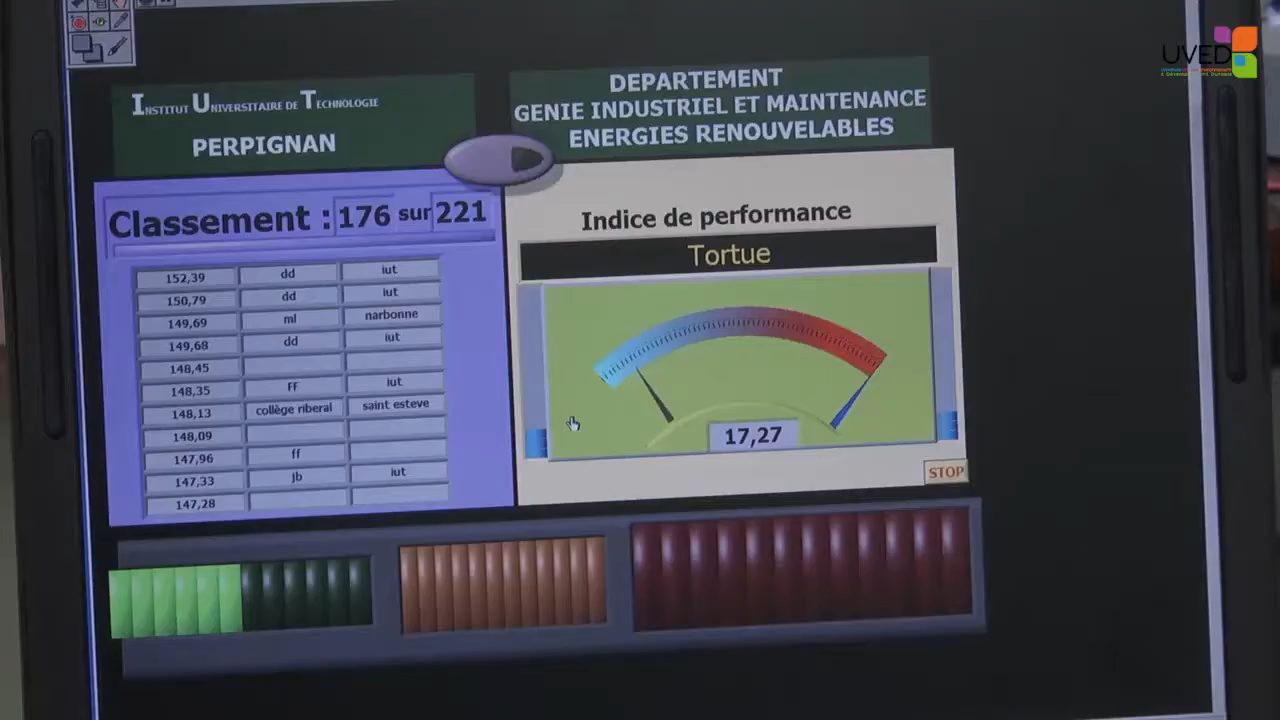 UVED
INSTITUT UNIVERSITAIRE DE TECHNOLOGIE
PERPIGNAN
DEPARTEMENT
GENIE INDUSTRIEL ET MAINTENANCE
ENERGIES RENOUVELABLES
Classement : 176 sur 221
152,39 dd iut
150,79 dd iut
149,69 ml narbonne
149,68 dd iut
148,45
148,35 FF iut
148,13 collège riberal saint esteve
148,09
147,96 ff
147,33 jb iut
147,28
Indice de performance
Tortue
17,27
STOP